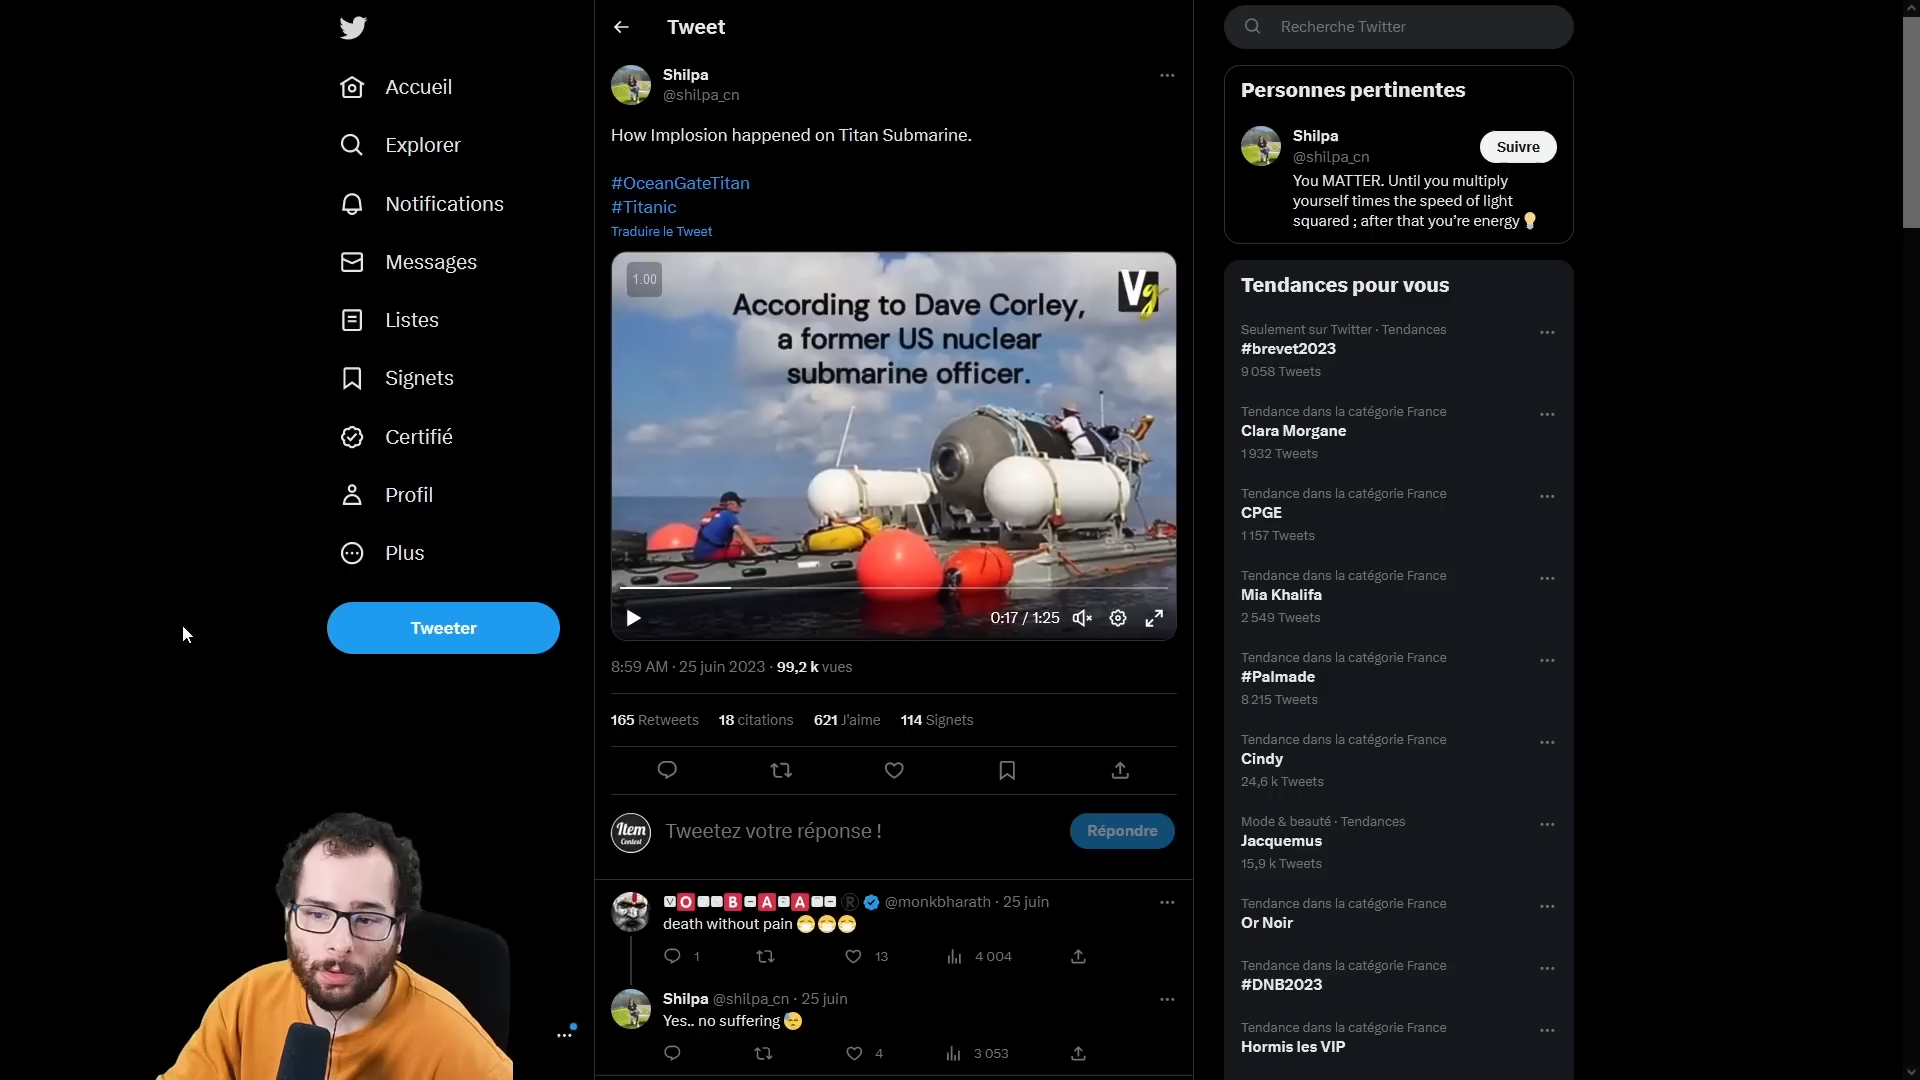 Accueil
Explorer
Notifications
Messages
Listes
Signets
Certifié
Profil
Plus
Tweeter
Tweet
Shilpa
@shilpa_cn
How Implosion happened on Titan Submarine.
#OceanGateTitan
#Titanic
Traduire le Tweet
1.00
Vg
According to Dave Corley,
a former US nuclear
submarine officer.
0:17 / 1:25
8:59 AM · 25 juin 2023 · 99,2 k vues
165 Retweets 18 citations 621 J'aime 114 Signets
Item
Contest
Tweetez votre réponse !
Répondre
@monkbharath · 25 juin
death without pain
1 13 4 004
Shilpa @shilpa_cn · 25 juin
Yes.. no suffering
4 3 053
Recherche Twitter
Personnes pertinentes
Shilpa
@shilpa_cn
Suivre
You MATTER. Until you multiply
yourself times the speed of light
squared ; after that you're energy
Tendances pour vous
Seulement sur Twitter · Tendances
#brevet2023
9 058 Tweets
Tendance dans la catégorie France
Clara Morgane
1 932 Tweets
Tendance dans la catégorie France
CPGE
1 157 Tweets
Tendance dans la catégorie France
Mia Khalifa
2 549 Tweets
Tendance dans la catégorie France
#Palmade
8 215 Tweets
Tendance dans la catégorie France
Cindy
24,6 k Tweets
Mode & beauté · Tendances
Jacquemus
15,9 k Tweets
Tendance dans la catégorie France
Or Noir
Tendance dans la catégorie France
#DNB2023
Tendance dans la catégorie France
Hormis les VIP